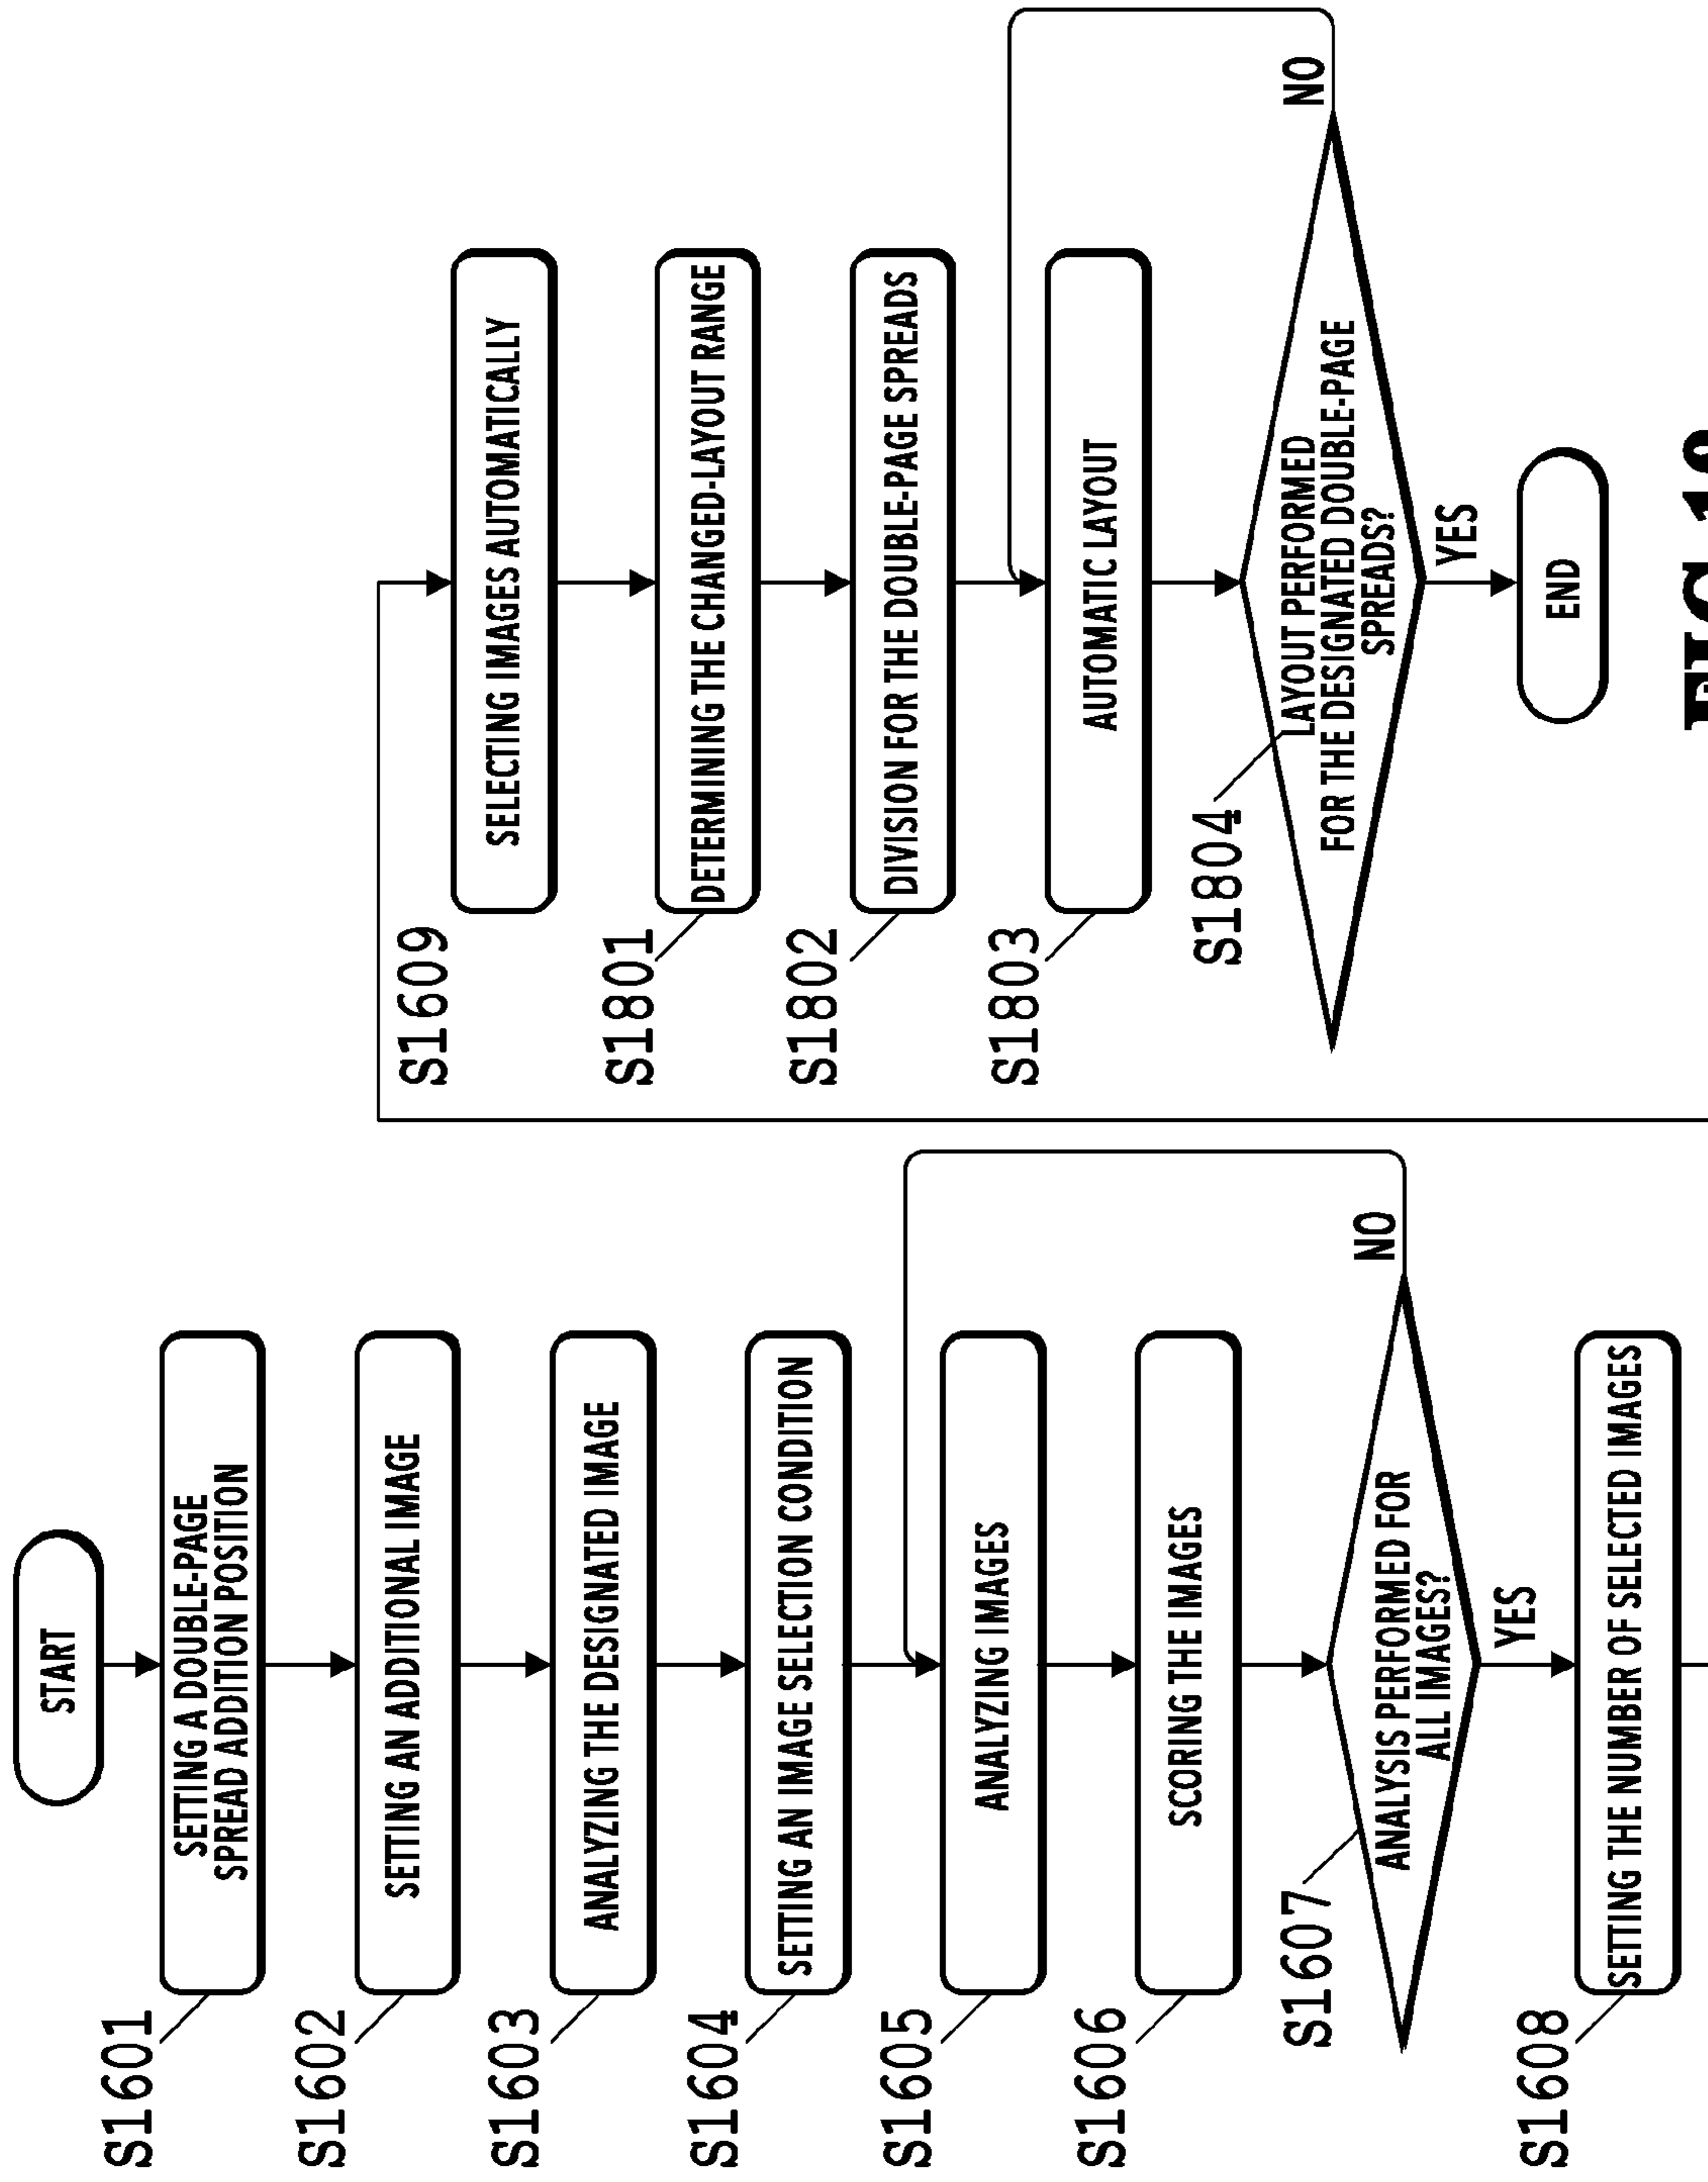 START
S1601
SETTING A DOUBLE-PAGE
SPREAD ADDITION POSITION
S1602
SETTING AN ADDITIONAL IMAGE
S1603
ANALYZING THE DESIGNATED IMAGE
S1604
SETTING AN IMAGE SELECTION CONDITION
S1605
ANALYZING IMAGES
S1606
SCORING THE IMAGES
S1607
ANALYSIS PERFORMED FOR
ALL IMAGES?
NO
YES
S1608
SETTING THE NUMBER OF SELECTED IMAGES
S1609
SELECTING IMAGES AUTOMATICALLY
S1801
DETERMINING THE CHANGED-LAYOUT RANGE
S1802
DIVISION FOR THE DOUBLE-PAGE SPREADS
S1803
AUTOMATIC LAYOUT
S1804
LAYOUT PERFORMED
FOR THE DESIGNATED DOUBLE-PAGE
SPREADS?
NO
YES
END